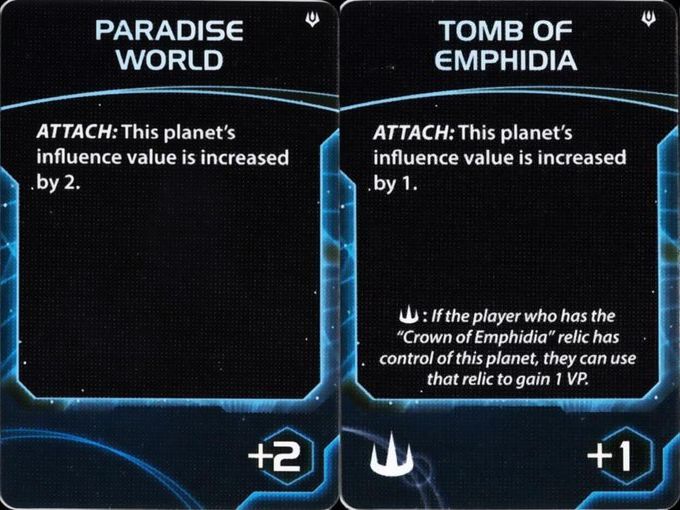 PARADISE
WORLD
ATTACH: This planet's
influence value is increased
by 2.
+2
TOMB OF
EMPHIDIA
ATTACH: This planet's
influence value is increased
by 1.
: If the player who has the
"Crown of Emphidia" relic has
control of this planet, they can use
that relic to gain 1 VP.
+1